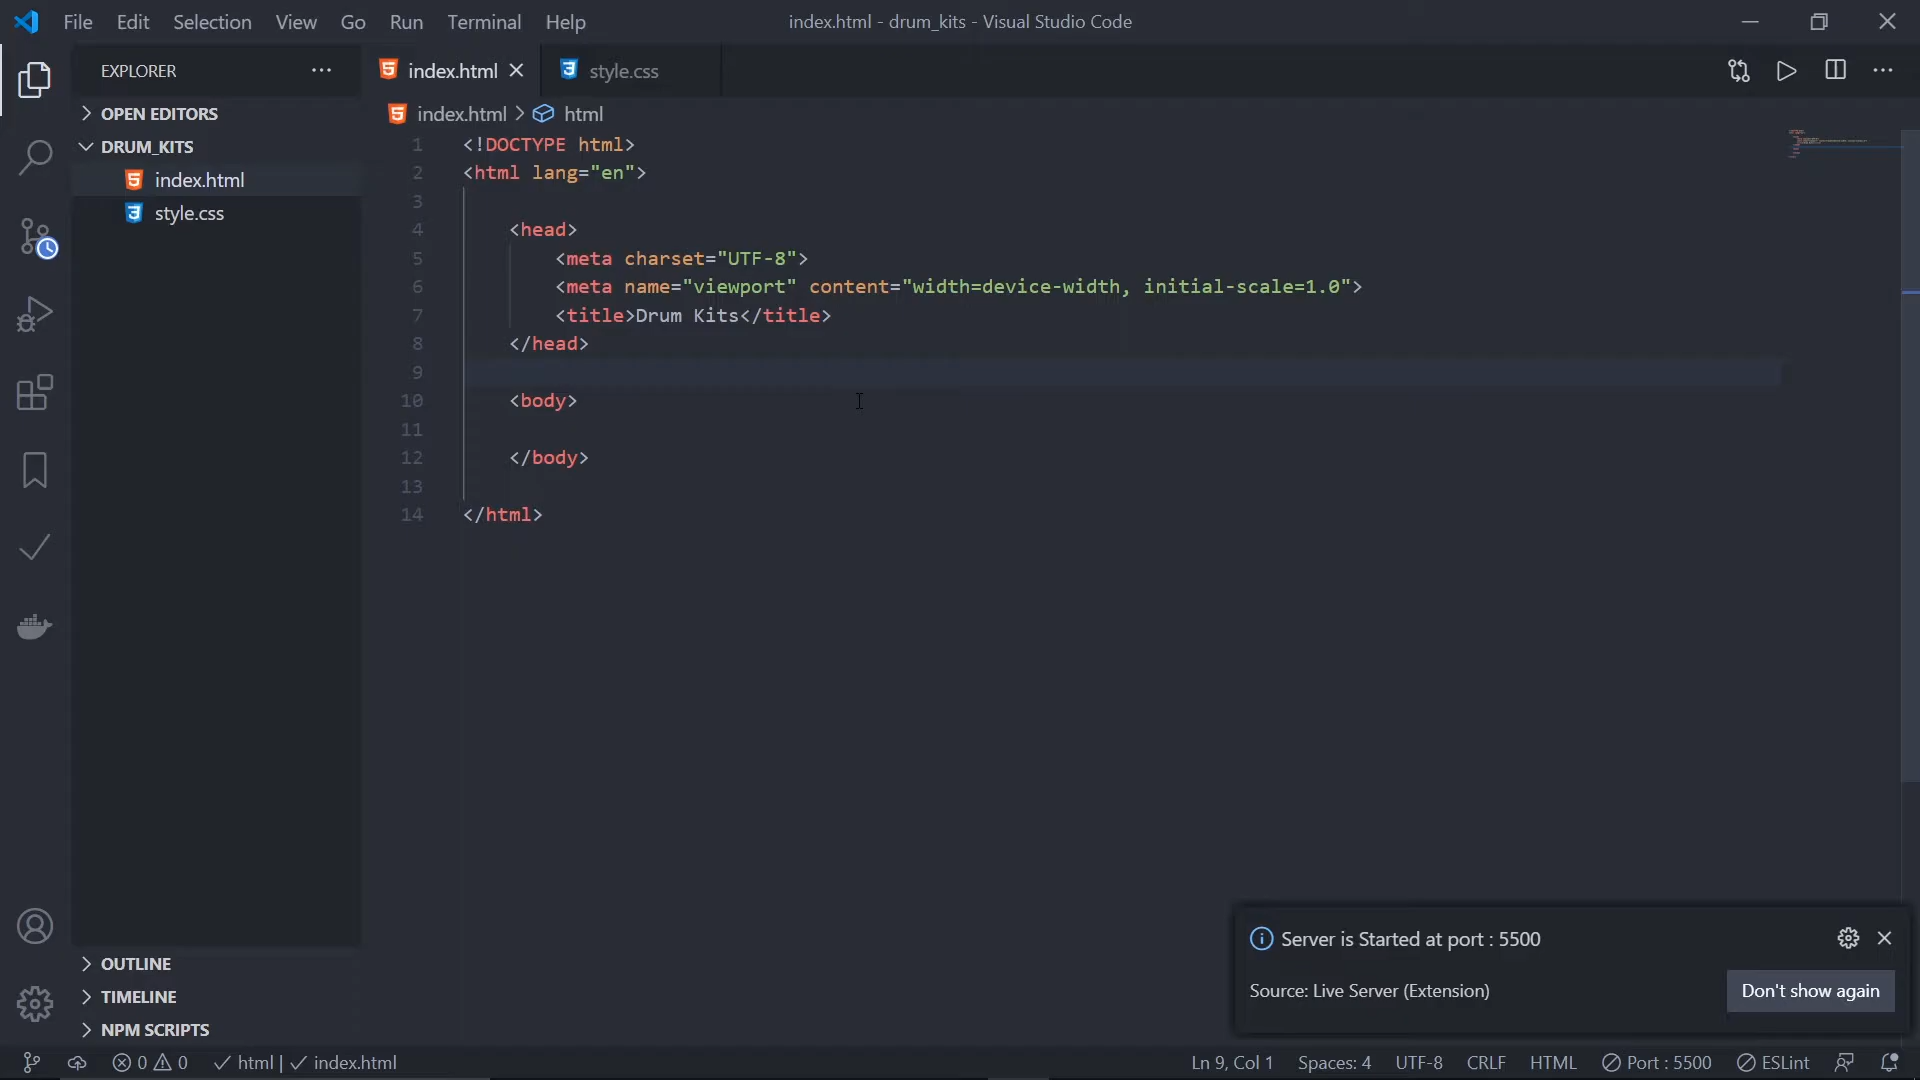 File Edit Selection View Go Run Terminal Help
index.html - drum_kits - Visual Studio Code
EXPLORER
OPEN EDITORS
DRUM_KITS
index.html
style.css
OUTLINE
TIMELINE
NPM SCRIPTS
index.html
style.css
index.html > html
1 <!DOCTYPE html>
2 <html lang="en">
3
4 <head>
5 <meta charset="UTF-8">
6 <meta name="viewport" content="width=device-width, initial-scale=1.0">
7 <title>Drum Kits</title>
8 </head>
9
10 <body>
11
12 </body>
13
14 </html>
Server is Started at port : 5500
Source: Live Server (Extension)
Don't show again
0 0 html | index.html
Ln 9, Col 1 Spaces: 4 UTF-8 CRLF HTML Port : 5500 ESLint